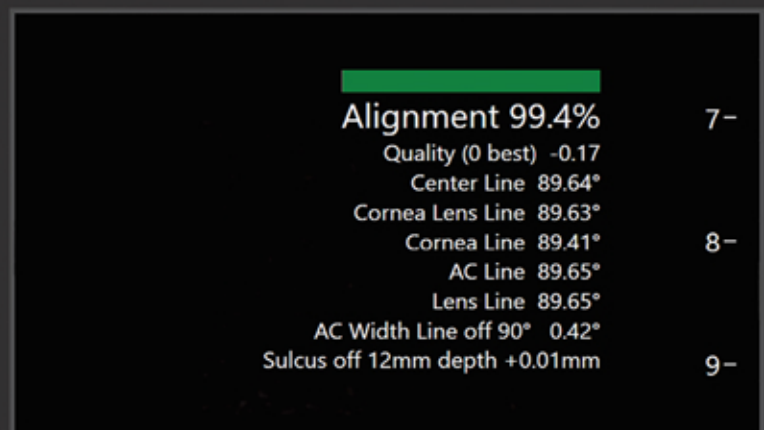 Alignment 99.4%
7-
Quality (0 best) -0.17
Center Line 89.64°
Cornea Lens Line 89.63°
Cornea Line 89.41°
8-
AC Line 89.65°
Lens Line 89.65°
AC Width Line off 90° 0.42°
Sulcus off 12mm depth +0.01mm
9-